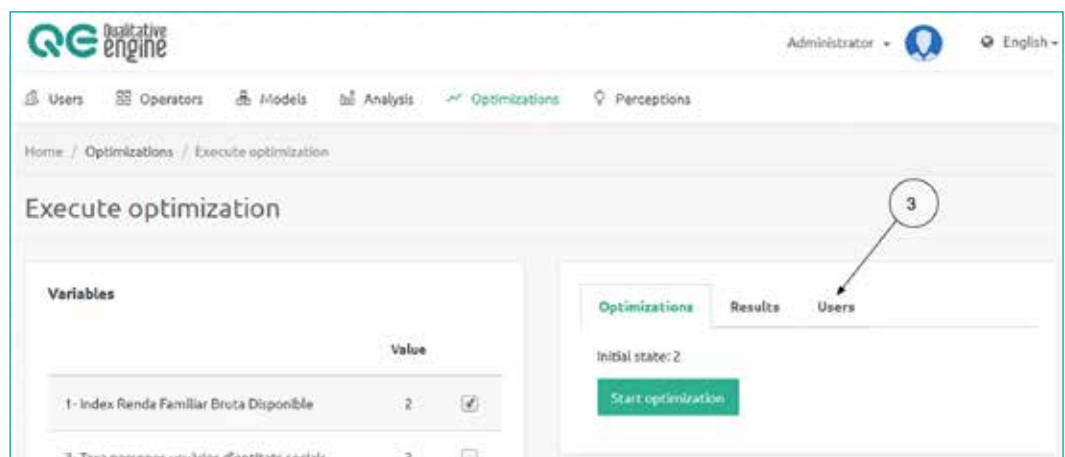 QE Qualitative engine
Administrator English
Users Operators Models Analysis Optimizations Perceptions
Home / Optimizations / Execute optimization
Execute optimization
3
Variables
Optimizations Results Users
Value
Initial state: 2
Start optimization
1- Index Renda Familiar Bruta Disponible 2